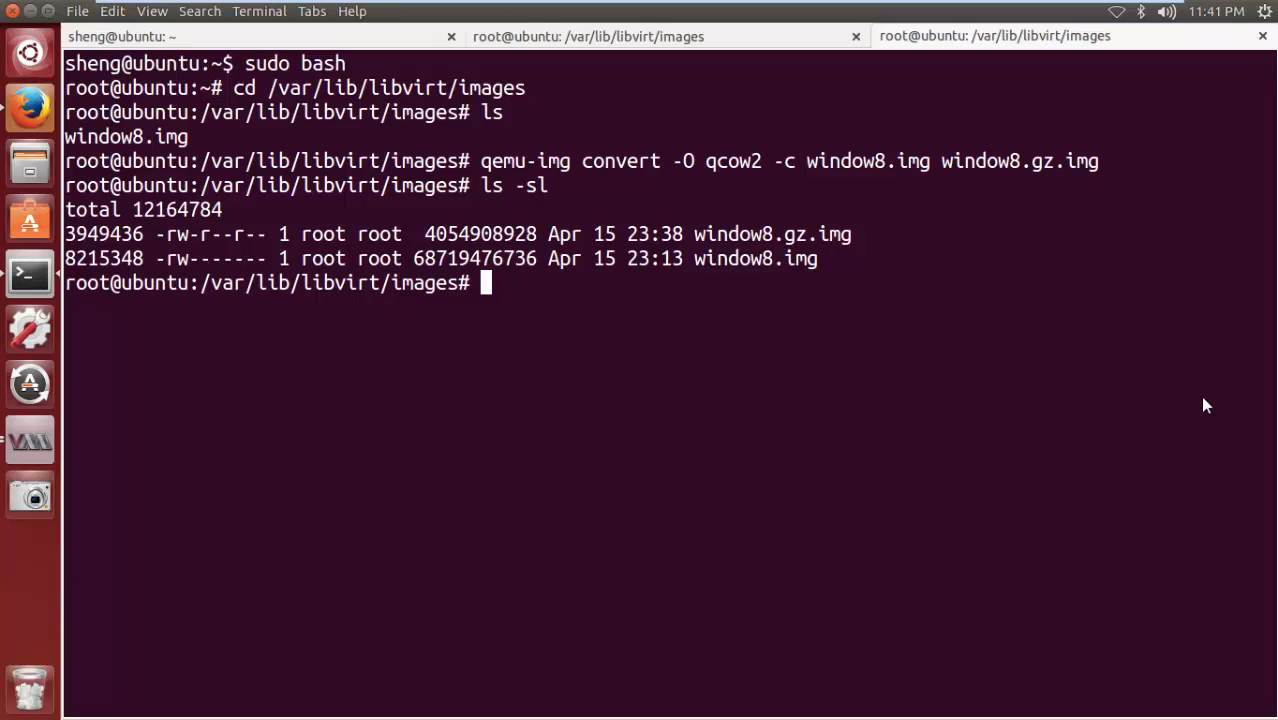 File Edit View Search Terminal Tabs Help 11:41 PM
sheng@ubuntu: ~ root@ubuntu: /var/lib/libvirt/images root@ubuntu: /var/lib/libvirt/images
sheng@ubuntu:~$ sudo bash
root@ubuntu:~# cd /var/lib/libvirt/images
root@ubuntu:/var/lib/libvirt/images# ls
window8.img
root@ubuntu:/var/lib/libvirt/images# qemu-img convert -O qcow2 -c window8.img window8.gz.img
root@ubuntu:/var/lib/libvirt/images# ls -sl
total 12164784
3949436 -rw-r--r-- 1 root root  4054908928 Apr 15 23:38 window8.gz.img
8215348 -rw------- 1 root root 68719476736 Apr 15 23:13 window8.img
root@ubuntu:/var/lib/libvirt/images#